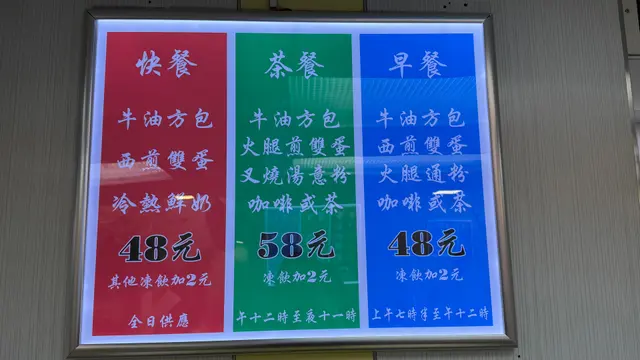 快餐
牛油方包
西煎雙蛋
冷熱鮮奶
48元
其他凍飲加2元
全日供應
茶餐
牛油方包
火腿煎雙蛋
叉燒湯意粉
咖啡或茶
58元
凍飲加2元
午十二時至夜十一時
早餐
牛油方包
西煎雙蛋
火腿通粉
咖啡或茶
48元
凍飲加2元
上午七時半至午十二時